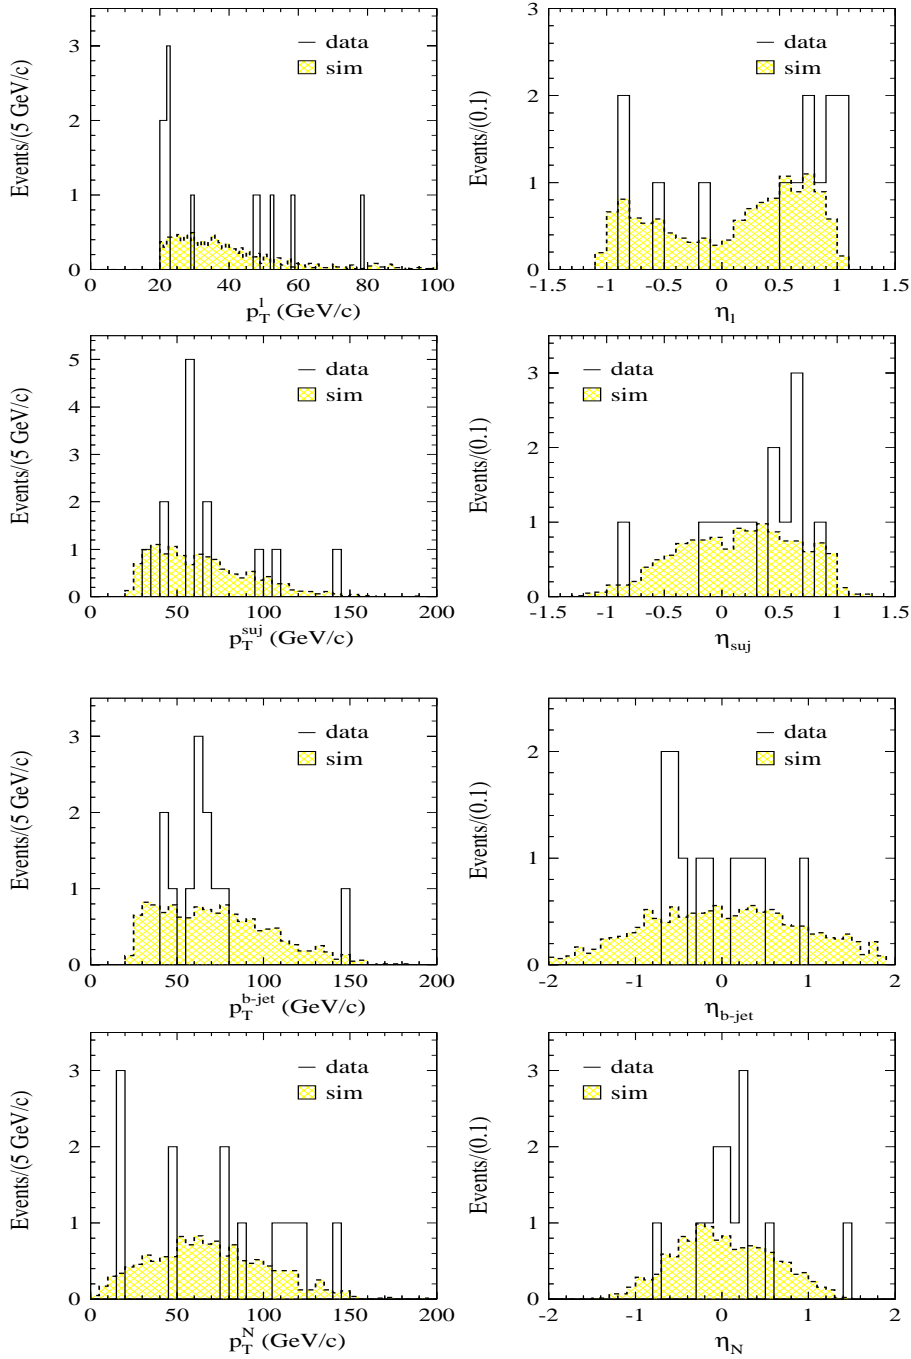 Events/(5 GeV/c)
3
2
1
0
data
sim
0 20 40 60 80 100
p_T^l (GeV/c)
Events/(0.1)
3
2
1
0
data
sim
-1.5 -1 -0.5 0 0.5 1 1.5
η_l
Events/(5 GeV/c)
5
4
3
2
1
0
data
sim
0 50 100 150 200
p_T^suj (GeV/c)
Events/(0.1)
3
2
1
0
data
sim
-1.5 -1 -0.5 0 0.5 1 1.5
η_suj
Events/(5 GeV/c)
3
2
1
0
data
sim
0 50 100 150 200
p_T^b-jet (GeV/c)
Events/(0.1)
2
1
0
data
sim
-2 -1 0 1 2
η_b-jet
Events/(5 GeV/c)
3
2
1
0
data
sim
0 50 100 150 200
p_T^N (GeV/c)
Events/(0.1)
3
2
1
0
data
sim
-2 -1 0 1 2
η_N